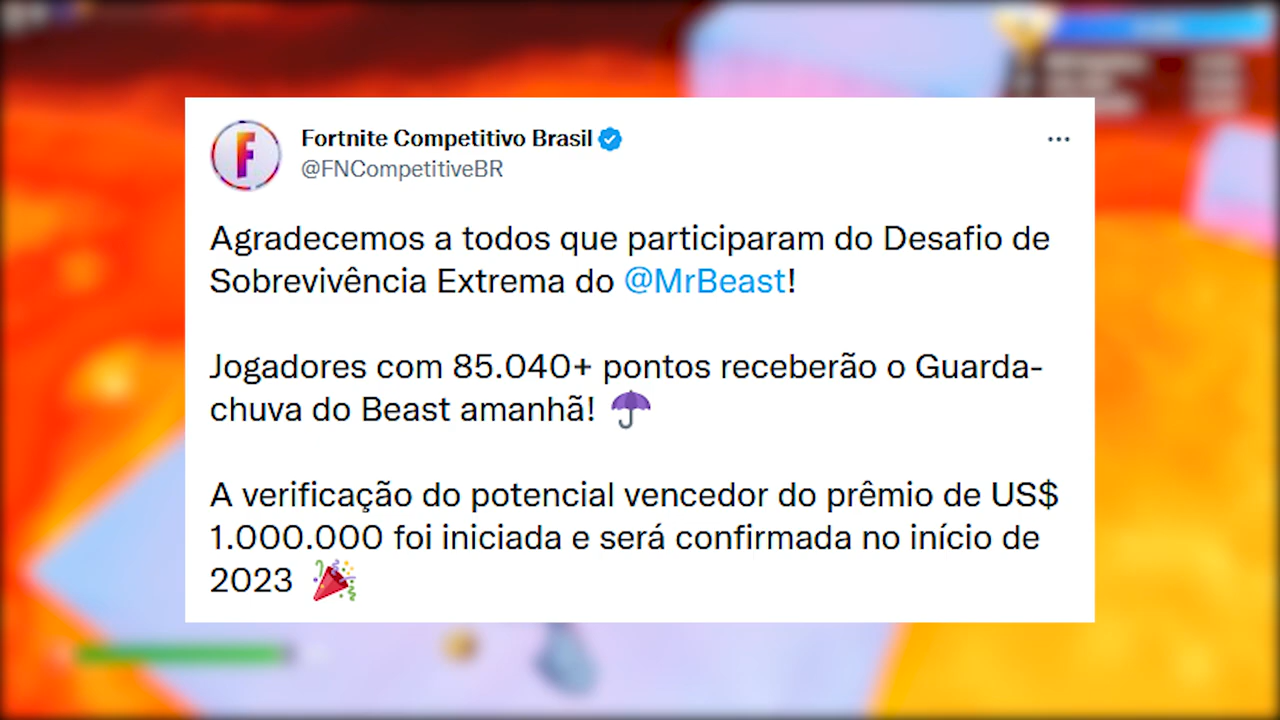 Fortnite Competitivo Brasil
@FNCompetitiveBR
Agradecemos a todos que participaram do Desafio de
Sobrevivência Extrema do @MrBeast!
Jogadores com 85.040+ pontos receberão o Guarda-
chuva do Beast amanhã! ☂
A verificação do potencial vencedor do prêmio de US$
1.000.000 foi iniciada e será confirmada no início de
2023 🎉